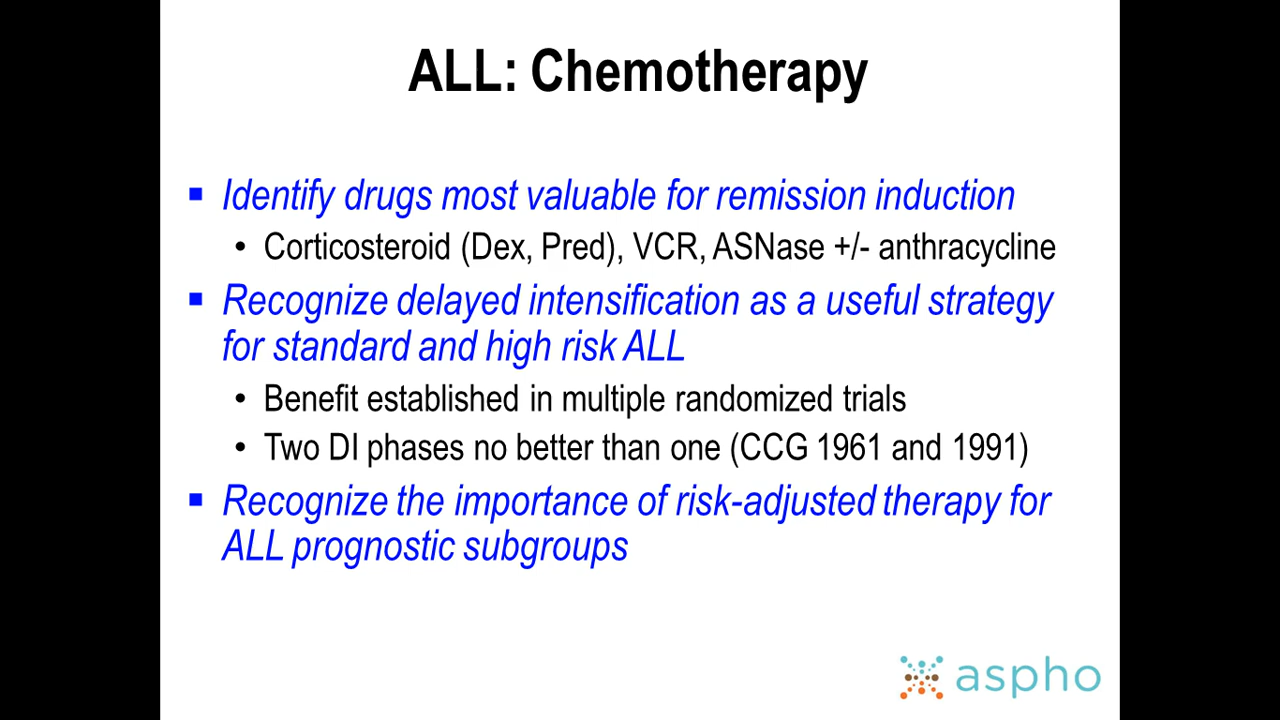 ALL: Chemotherapy
▪ Identify drugs most valuable for remission induction
• Corticosteroid (Dex, Pred), VCR, ASNase +/- anthracycline
▪ Recognize delayed intensification as a useful strategy
for standard and high risk ALL
• Benefit established in multiple randomized trials
• Two DI phases no better than one (CCG 1961 and 1991)
▪ Recognize the importance of risk-adjusted therapy for
ALL prognostic subgroups
aspho